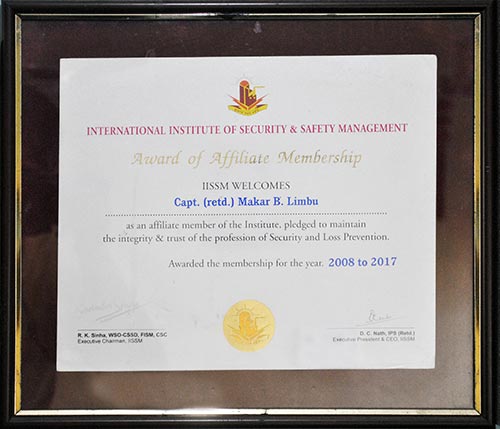 INTERNATIONAL INSTITUTE OF SECURITY & SAFETY MANAGEMENT
Award of Affiliate Membership
IISSM WELCOMES
Capt. (retd.) Makar B. Limbu
as an affiliate member of the Institute, pledged to maintain
the integrity & trust of the profession of Security and Loss Prevention.
Awarded the membership for the year. 2008 to 2017
R. K. Sinha, WSO-CSSD, FISM, CSC
Executive Chairman, IISSM
D. C. Nath, IPS (Retd.)
Executive President & CEO, IISSM